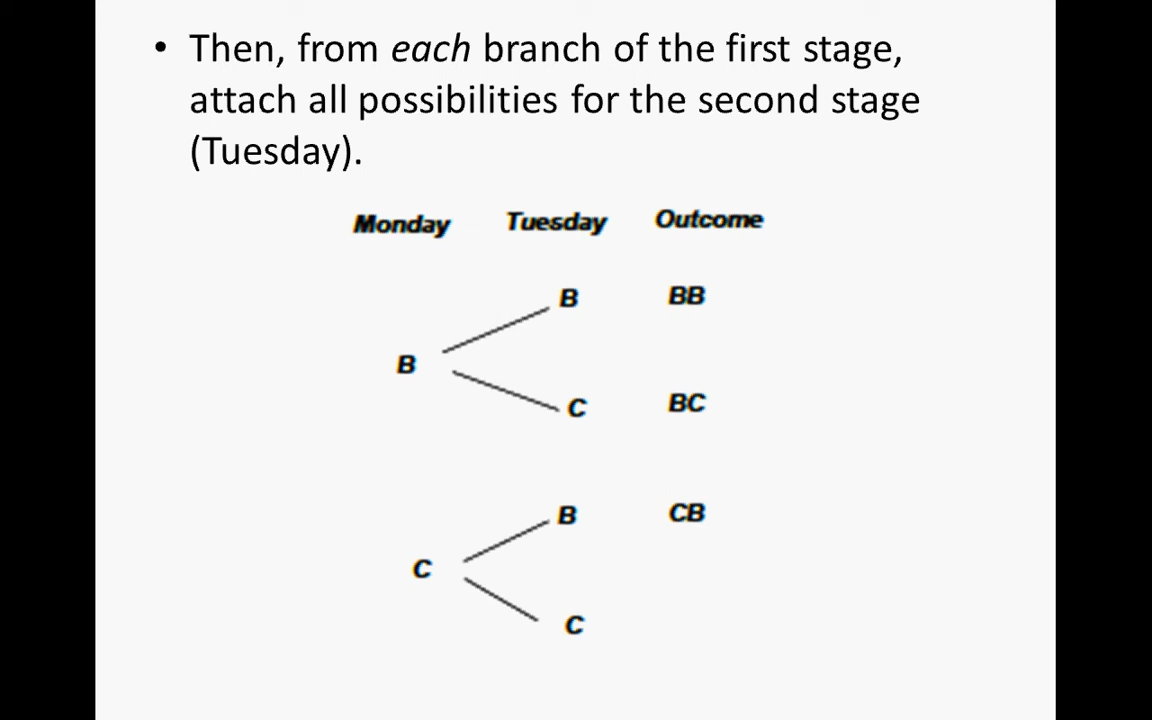 • Then, from each branch of the first stage,
attach all possibilities for the second stage
(Tuesday).
Monday Tuesday Outcome
B BB
B
C BC
B CB
C
C